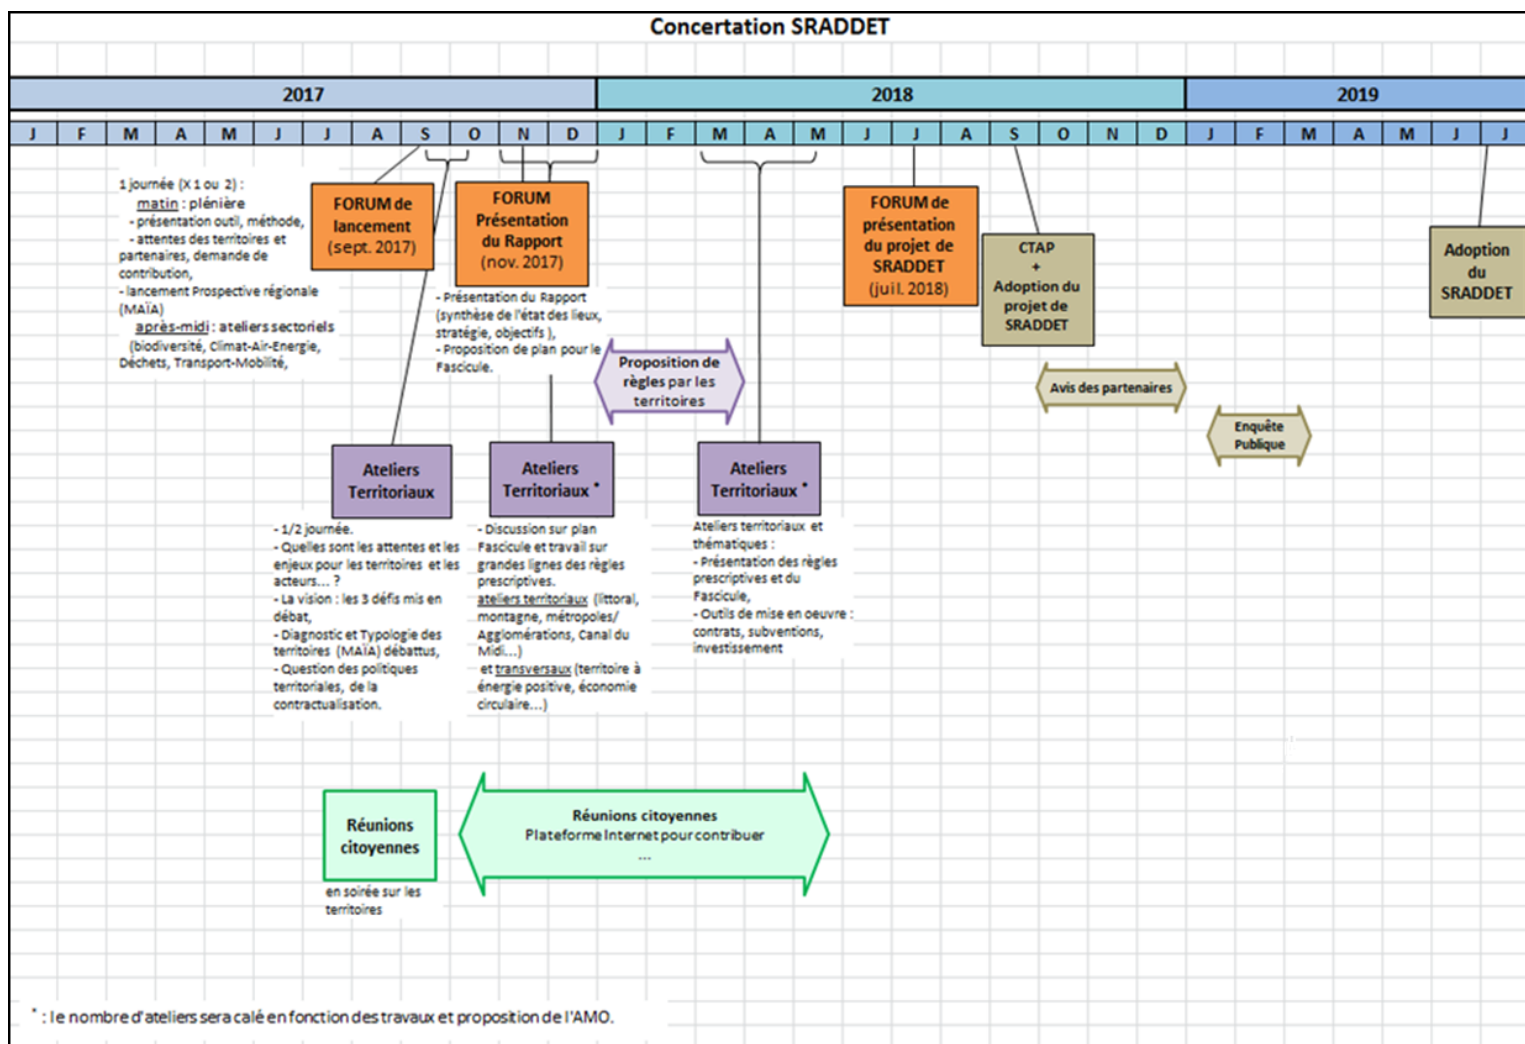 Concertation SRADDET
2017 2018 2019
J F M A M J J A S O N D J F M A M J J A S O N D J F M A M J J
1 journée (X 1 ou 2) :
matin : plénière
- présentation outil, méthode,
- attentes des territoires et
partenaires, demande de
contribution,
- lancement Prospective régionale
(MAÏA)
après-midi : ateliers sectoriels
(biodiversité, Climat-Air-Energie,
Déchets, Transport-Mobilité,
FORUM de
lancement
(sept. 2017)
FORUM
Présentation
du Rapport
(nov. 2017)
- Présentation du Rapport
(synthèse de l'état des lieux,
stratégie, objectifs ),
- Proposition de plan pour le
Fascicule.
Proposition de
règles par les
territoires
FORUM de
présentation
du projet de
SRADDET
(juil. 2018)
CTAP
+
Adoption du
projet de
SRADDET
Adoption
du
SRADDET
Avis des partenaires
Enquête
Publique
Ateliers
Territoriaux
- 1/2 journée.
- Quelles sont les attentes et les
enjeux pour les territoires et les
acteurs... ?
- La vision : les 3 défis mis en
débat,
- Diagnostic et Typologie des
territoires (MAÏA) débattus,
- Question des politiques
territoriales, de la
contractualisation.
Ateliers
Territoriaux *
- Discussion sur plan
Fascicule et travail sur
grandes lignes des règles
prescriptives.
ateliers territoriaux (littoral,
montagne, métropoles/
Agglomérations, Canal du
Midi...)
et transversaux (territoire à
énergie positive, économie
circulaire...)
Ateliers
Territoriaux *
Ateliers territoriaux et
thématiques :
- Présentation des règles
prescriptives et du
Fascicule,
- Outils de mise en oeuvre :
contrats, subventions,
investissement
Réunions
citoyennes
en soirée sur les
territoires
Réunions citoyennes
Plateforme Internet pour contribuer
...
* : le nombre d'ateliers sera calé en fonction des travaux et proposition de l'AMO.